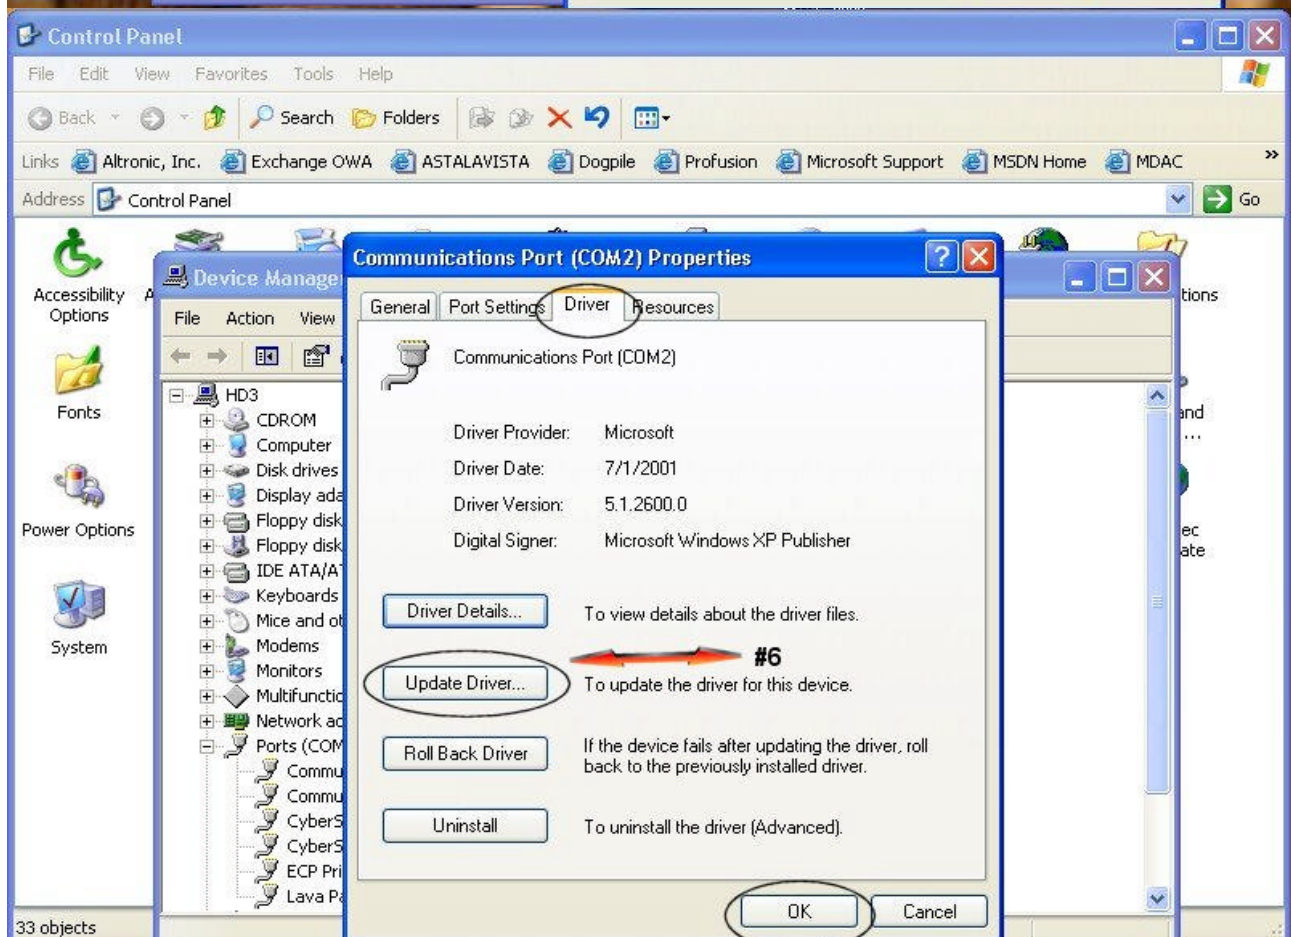 Control Panel
File Edit View Favorites Tools Help
Back Search Folders
Links Altronic, Inc. Exchange OWA ASTALAVISTA Dogpile Profusion Microsoft Support MSDN Home MDAC »
Address Control Panel Go
Accessibility Options
Fonts
Power Options
System
tions
and
...
ec
ate
Device Manage
File Action View
HD3
CDROM
Computer
Disk drives
Display ada
Floppy disk
Floppy disk
IDE ATA/AT
Keyboards
Mice and ot
Modems
Monitors
Multifunctio
Network ad
Ports (COM
Commu
Commu
CyberS
CyberS
ECP Pri
Lava Pa
Communications Port (COM2) Properties
General Port Settings Driver Resources
Communications Port (COM2)
Driver Provider: Microsoft
Driver Date: 7/1/2001
Driver Version: 5.1.2600.0
Digital Signer: Microsoft Windows XP Publisher
Driver Details... To view details about the driver files.
#6
Update Driver... To update the driver for this device.
Roll Back Driver If the device fails after updating the driver, roll
back to the previously installed driver.
Uninstall To uninstall the driver (Advanced).
OK Cancel
33 objects